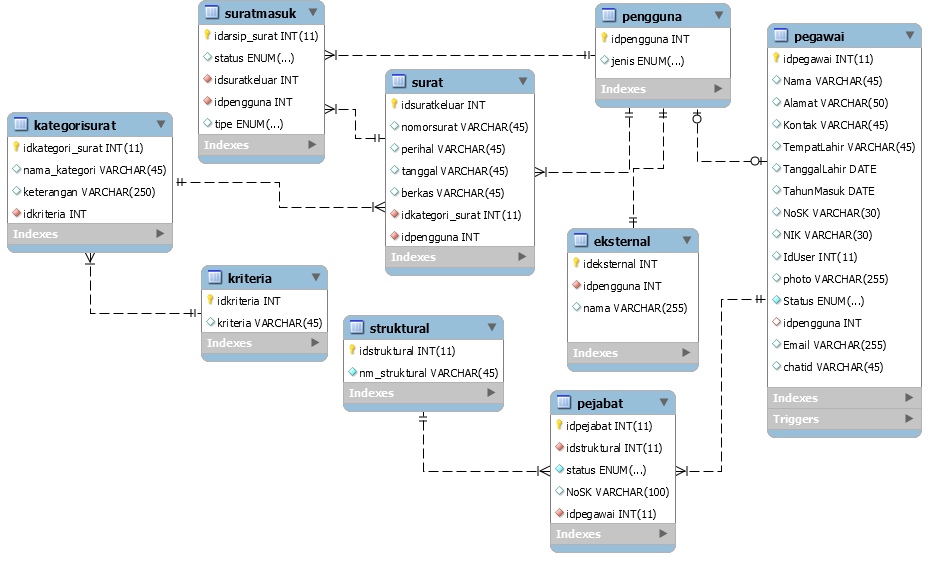 suratmasuk
idarsip_surat INT(11)
status ENUM(...)
idsuratkeluar INT
idpengguna INT
tipe ENUM(...)
Indexes
pengguna
idpengguna INT
jenis ENUM(...)
Indexes
pegawai
idpegawai INT(11)
Nama VARCHAR(45)
Alamat VARCHAR(50)
Kontak VARCHAR(45)
TempatLahir VARCHAR(45)
TanggalLahir DATE
TahunMasuk DATE
NoSK VARCHAR(30)
NIK VARCHAR(30)
IdUser INT(11)
photo VARCHAR(255)
Status ENUM(...)
idpengguna INT
Email VARCHAR(255)
chatid VARCHAR(45)
Indexes
Triggers
surat
idsuratkeluar INT
nomorsurat VARCHAR(45)
perihal VARCHAR(45)
tanggal VARCHAR(45)
berkas VARCHAR(45)
idkategori_surat INT(11)
idpengguna INT
Indexes
kategorisurat
idkategori_surat INT(11)
nama_kategori VARCHAR(45)
keterangan VARCHAR(250)
idkriteria INT
Indexes
eksternal
ideksternal INT
idpengguna INT
nama VARCHAR(255)
Indexes
kriteria
idkriteria INT
kriteria VARCHAR(45)
Indexes
struktural
idstruktural INT(11)
nm_struktural VARCHAR(45)
Indexes
pejabat
idpejabat INT(11)
idstruktural INT(11)
status ENUM(...)
NoSK VARCHAR(100)
idpegawai INT(11)
Indexes